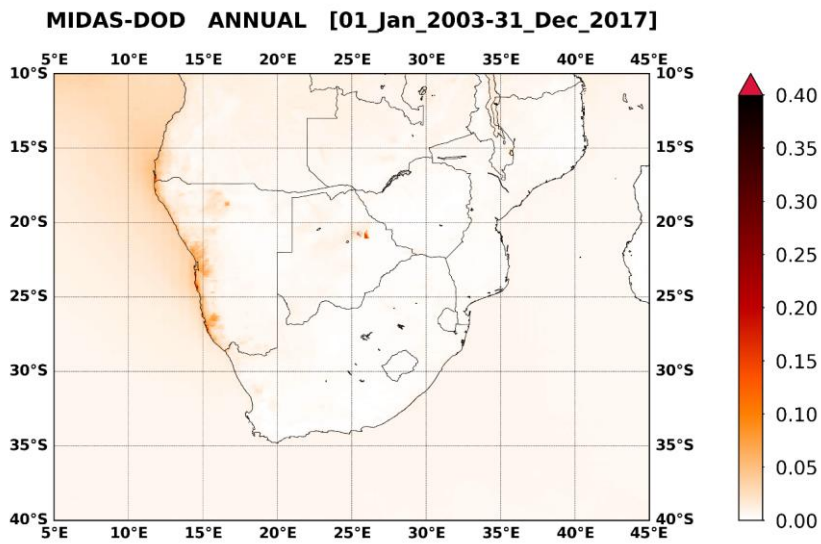 MIDAS-DOD ANNUAL [01_Jan_2003-31_Dec_2017]
5°E 10°E 15°E 20°E 25°E 30°E 35°E 40°E 45°E
10°S 10°S
15°S 15°S
20°S 20°S
25°S 25°S
30°S 30°S
35°S 35°S
40°S 40°S
5°E 10°E 15°E 20°E 25°E 30°E 35°E 40°E 45°E
0.40
0.35
0.30
0.25
0.20
0.15
0.10
0.05
0.00